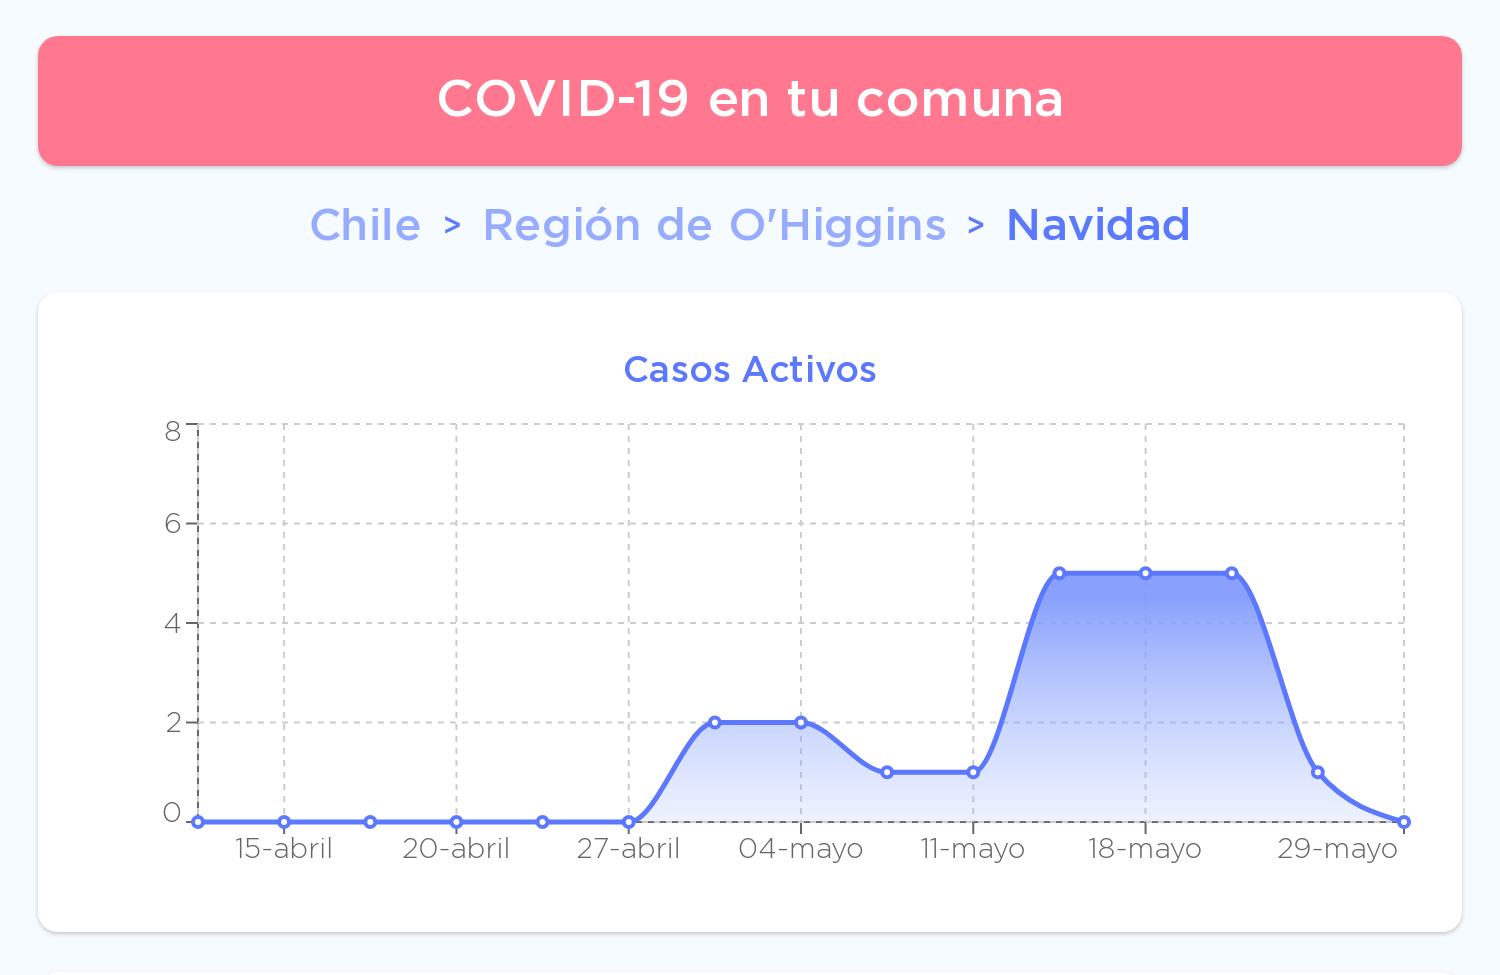 COVID-19 en tu comuna
Chile > Región de O'Higgins > Navidad
Casos Activos
8
6
4
2
0
15-abril 20-abril 27-abril 04-mayo 11-mayo 18-mayo 29-mayo